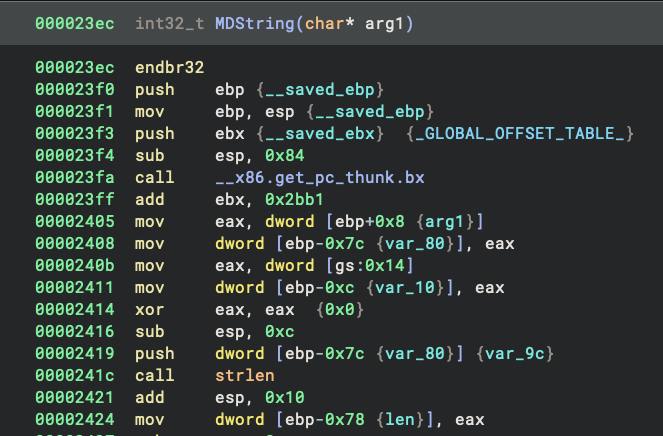 000023ec int32_t MDString(char* arg1)
000023ec endbr32
000023f0 push ebp {__saved_ebp}
000023f1 mov ebp, esp {__saved_ebp}
000023f3 push ebx {__saved_ebx} {_GLOBAL_OFFSET_TABLE_}
000023f4 sub esp, 0x84
000023fa call __x86.get_pc_thunk.bx
000023ff add ebx, 0x2bb1
00002405 mov eax, dword [ebp+0x8 {arg1}]
00002408 mov dword [ebp-0x7c {var_80}], eax
0000240b mov eax, dword [gs:0x14]
00002411 mov dword [ebp-0xc {var_10}], eax
00002414 xor eax, eax {0x0}
00002416 sub esp, 0xc
00002419 push dword [ebp-0x7c {var_80}] {var_9c}
0000241c call strlen
00002421 add esp, 0x10
00002424 mov dword [ebp-0x78 {len}], eax